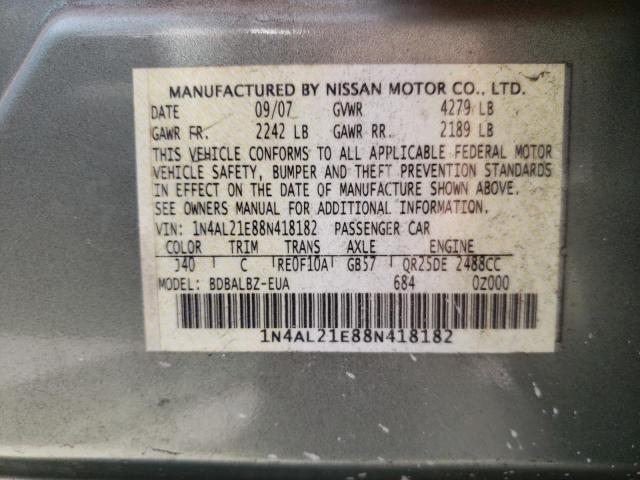 MANUFACTURED BY NISSAN MOTOR CO., LTD.
DATE 09/07 GVWR 4279 LB
GAWR FR. 2242 LB GAWR RR. 2189 LB
THIS VEHICLE CONFORMS TO ALL APPLICABLE FEDERAL MOTOR
VEHICLE SAFETY, BUMPER AND THEFT PREVENTION STANDARDS
IN EFFECT ON THE DATE OF MANUFACTURE SHOWN ABOVE.
SEE OWNERS MANUAL FOR ADDITIONAL INFORMATION.
VIN: 1N4AL21E88N418182 PASSENGER CAR
COLOR TRIM TRANS AXLE ENGINE
J40 C RE0F10A GB57 QR25DE 2488CC
MODEL: BDBALBZ-EUA 684 0Z000
1N4AL21E88N418182